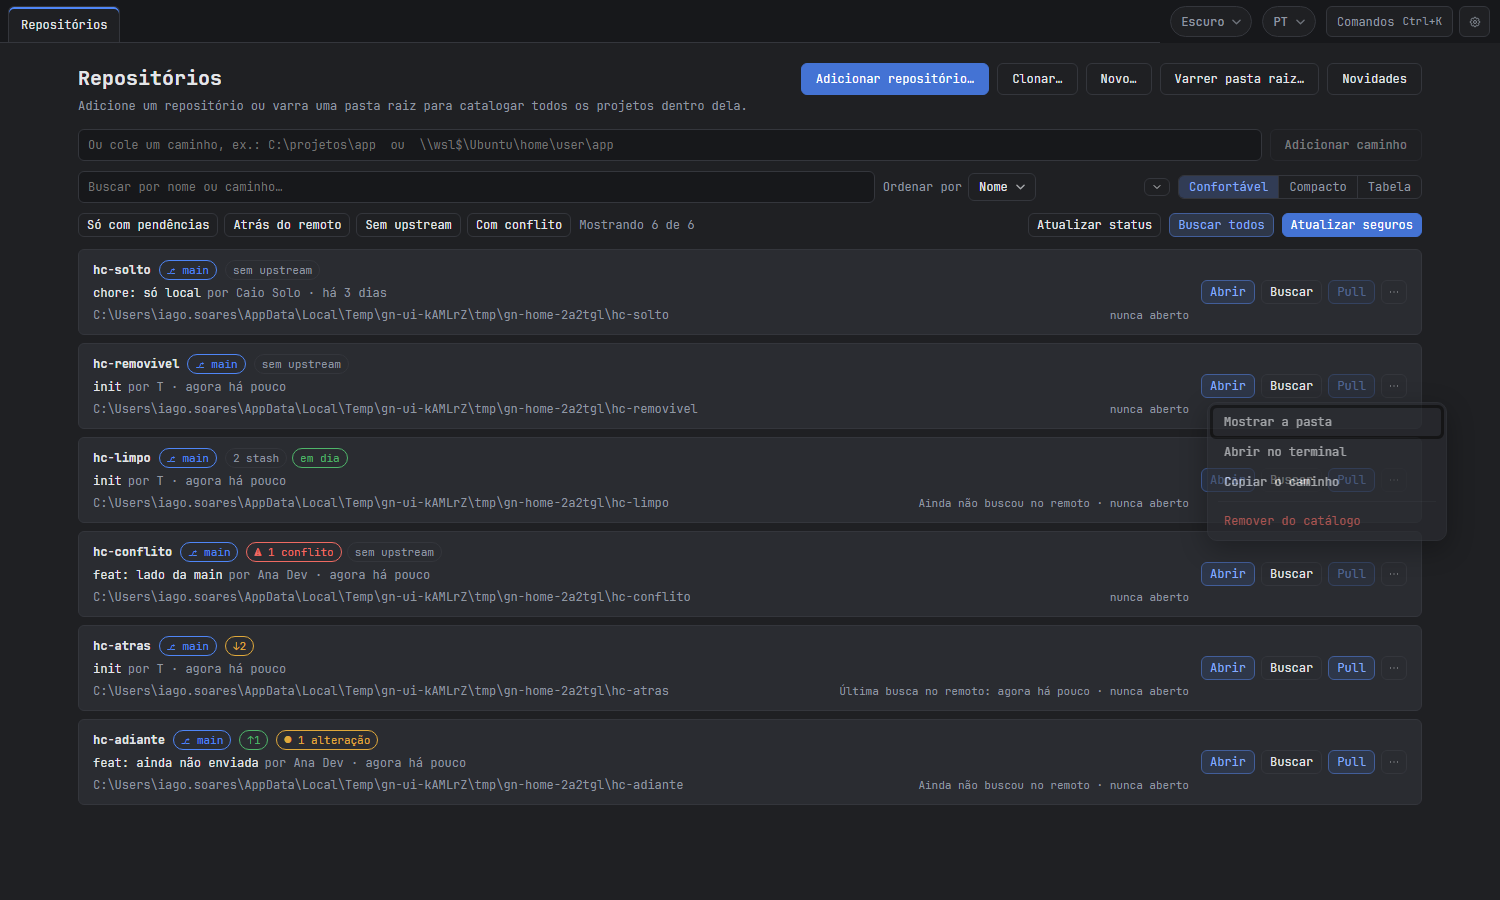 Repositórios
Escuro PT Comandos Ctrl+K
Repositórios
Adicionar repositório… Clonar… Novo… Varrer pasta raiz… Novidades
Adicione um repositório ou varra uma pasta raiz para catalogar todos os projetos dentro dela.
Ou cole um caminho, ex.: C:\projetos\app ou \\wsl$\Ubuntu\home\user\app Adicionar caminho
Buscar por nome ou caminho… Ordenar por Nome Confortável Compacto Tabela
Só com pendências Atrás do remoto Sem upstream Com conflito Mostrando 6 de 6 Atualizar status Buscar todos Atualizar seguros
hc-solto main sem upstream
chore: só local por Caio Solo · há 3 dias Abrir Buscar Pull ···
C:\Users\iago.soares\AppData\Local\Temp\gn-ui-kAMLrZ\tmp\gn-home-2a2tgl\hc-solto nunca aberto
hc-removivel main sem upstream
init por T · agora há pouco Abrir Buscar Pull ···
C:\Users\iago.soares\AppData\Local\Temp\gn-ui-kAMLrZ\tmp\gn-home-2a2tgl\hc-removivel nunca aberto
Mostrar a pasta
Abrir no terminal
Copiar o caminho
Remover do catálogo
hc-limpo main 2 stash em dia
init por T · agora há pouco Abrir Buscar Pull ···
C:\Users\iago.soares\AppData\Local\Temp\gn-ui-kAMLrZ\tmp\gn-home-2a2tgl\hc-limpo Ainda não buscou no remoto · nunca aberto
hc-conflito main 1 conflito sem upstream
feat: lado da main por Ana Dev · agora há pouco Abrir Buscar Pull ···
C:\Users\iago.soares\AppData\Local\Temp\gn-ui-kAMLrZ\tmp\gn-home-2a2tgl\hc-conflito nunca aberto
hc-atras main ↓2
init por T · agora há pouco Abrir Buscar Pull ···
C:\Users\iago.soares\AppData\Local\Temp\gn-ui-kAMLrZ\tmp\gn-home-2a2tgl\hc-atras Última busca no remoto: agora há pouco · nunca aberto
hc-adiante main ↑1 1 alteração
feat: ainda não enviada por Ana Dev · agora há pouco Abrir Buscar Pull ···
C:\Users\iago.soares\AppData\Local\Temp\gn-ui-kAMLrZ\tmp\gn-home-2a2tgl\hc-adiante Ainda não buscou no remoto · nunca aberto